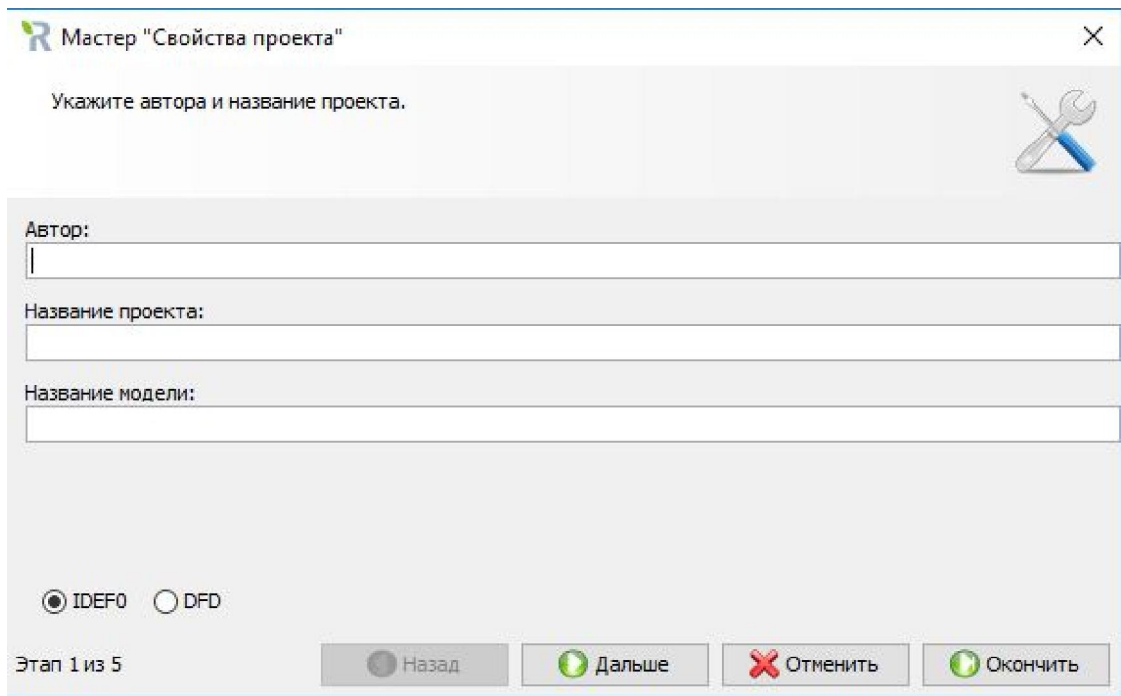 Мастер "Свойства проекта"
Укажите автора и название проекта.
Автор:
Название проекта:
Название модели:
IDEF0 DFD
Этап 1 из 5 Назад Дальше Отменить Окончить